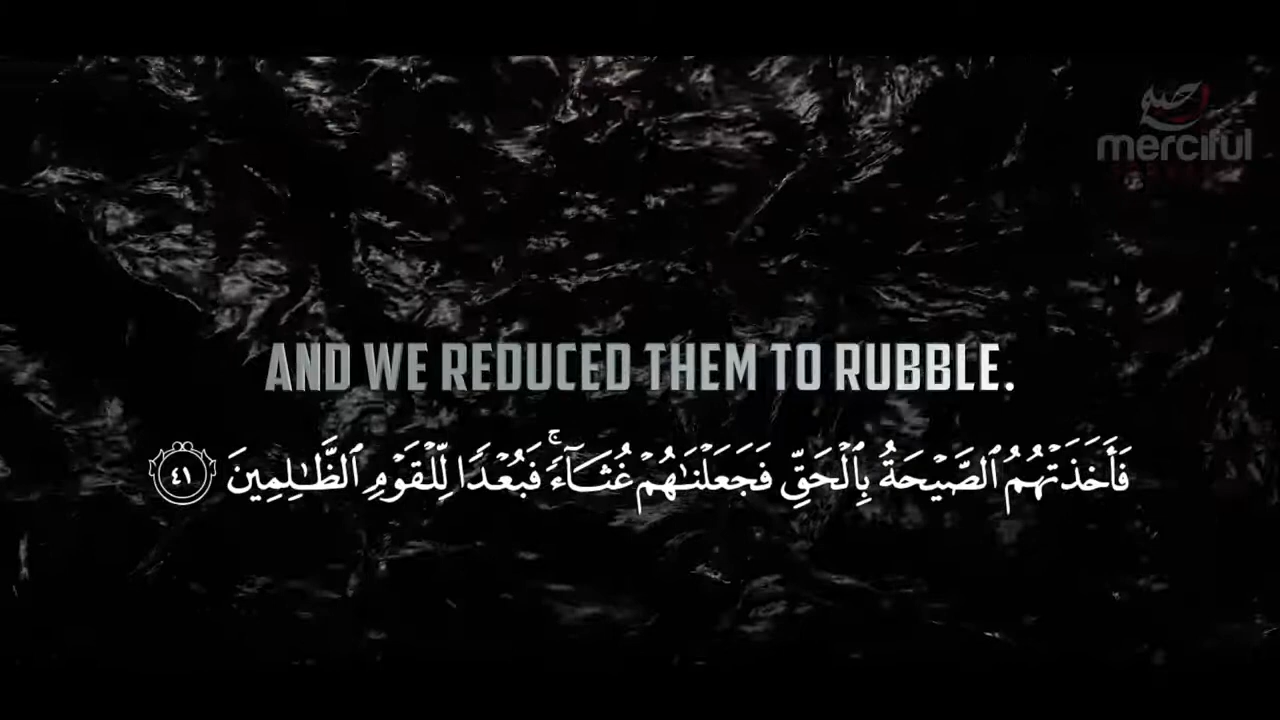 merciful
AND WE REDUCED THEM TO RUBBLE.
فَأَخَذَتْهُمُ ٱلصَّيْحَةُ بِٱلْحَقِّ فَجَعَلْنَـٰهُمْ غُثَآءً ۚ فَبُعْدًا لِّلْقَوْمِ ٱلظَّـٰلِمِينَ ٤١